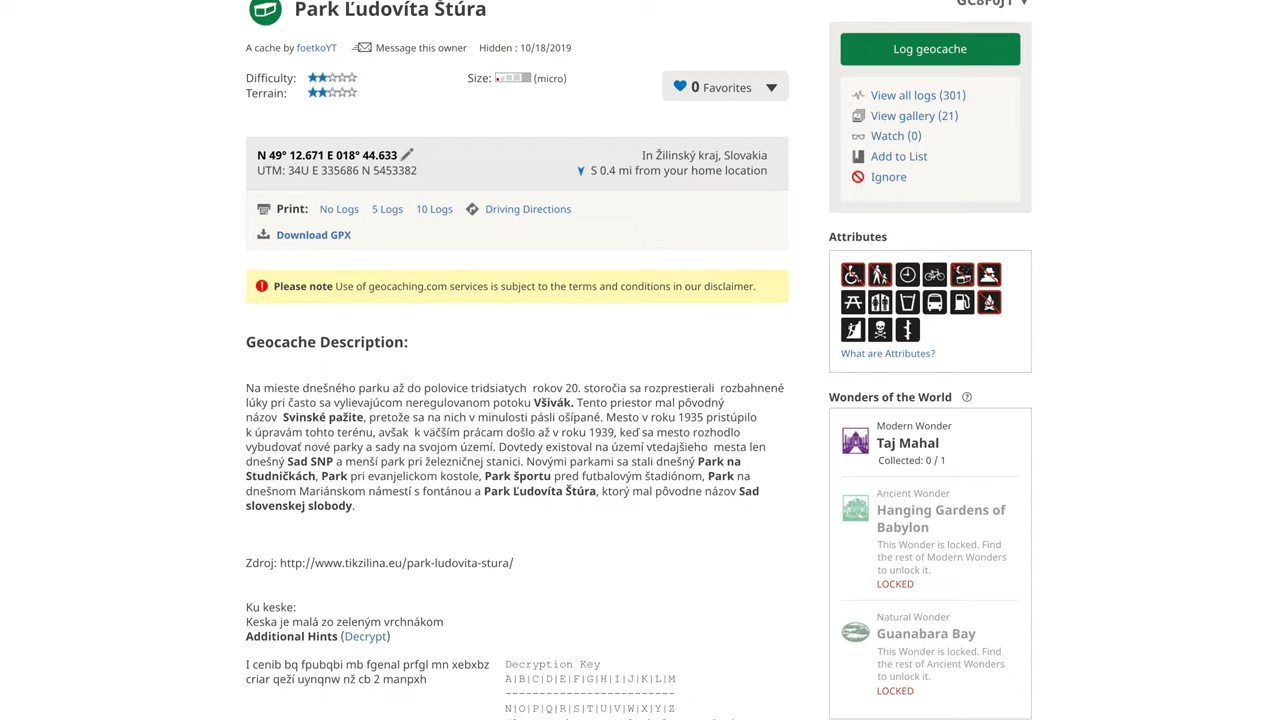 Park Ľudovíta Štúra
GC8F0J1 ▼
A cache by foetkoYT Message this owner Hidden : 10/18/2019
Difficulty:
Size: (micro)
Terrain:
0 Favorites
N 49° 12.671 E 018° 44.633
UTM: 34U E 335686 N 5453382
In Žilinský kraj, Slovakia
S 0.4 mi from your home location
Print: No Logs 5 Logs 10 Logs Driving Directions
Download GPX
Please note Use of geocaching.com services is subject to the terms and conditions in our disclaimer.
Geocache Description:
Na mieste dnešného parku až do polovice tridsiatych rokov 20. storočia sa rozprestierali rozbahnené
lúky pri často sa vylievajúcom neregulovanom potoku Všivák. Tento priestor mal pôvodný
názov Svinské pažite, pretože sa na nich v minulosti pásli ošípané. Mesto v roku 1935 pristúpilo
k úpravám tohto terénu, avšak k väčším prácam došlo až v roku 1939, keď sa mesto rozhodlo
vybudovať nové parky a sady na svojom území. Dovtedy existoval na území vtedajšieho mesta len
dnešný Sad SNP a menší park pri železničnej stanici. Novými parkami sa stali dnešný Park na
Studničkách, Park pri evanjelickom kostole, Park športu pred futbalovým štadiónom, Park na
dnešnom Mariánskom námestí s fontánou a Park Ľudovíta Štúra, ktorý mal pôvodne názov Sad
slovenskej slobody.
Zdroj: http://www.tikzilina.eu/park-ludovita-stura/
Ku keske:
Keska je malá zo zeleným vrchnákom
Additional Hints (Decrypt)
I cenib bq fpubqbi mb fgenal prfgl mn xebxbz
criar qeží uynqnw nž cb 2 manpxh
Decryption Key
A|B|C|D|E|F|G|H|I|J|K|L|M
-------------------------
N|O|P|Q|R|S|T|U|V|W|X|Y|Z
Log geocache
View all logs (301)
View gallery (21)
Watch (0)
Add to List
Ignore
Attributes
What are Attributes?
Wonders of the World
Modern Wonder
Taj Mahal
Collected: 0 / 1
Ancient Wonder
Hanging Gardens of
Babylon
This Wonder is locked. Find
the rest of Modern Wonders
to unlock it.
LOCKED
Natural Wonder
Guanabara Bay
This Wonder is locked. Find
the rest of Ancient Wonders
to unlock it.
LOCKED